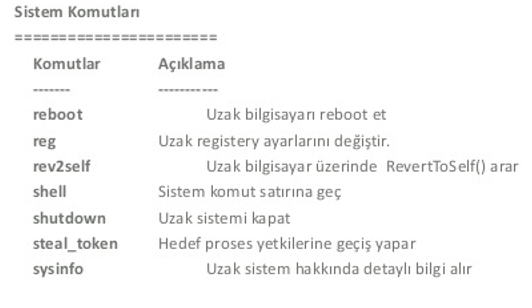 Sistem Komutları
=======================
Komutlar Açıklama
------- -----------
reboot Uzak bilgisayarı reboot et
reg Uzak registery ayarlarını değiştir.
rev2self Uzak bilgisayar üzerinde RevertToSelf() arar
shell Sistem komut satırına geç
shutdown Uzak sistemi kapat
steal_token Hedef proses yetkilerine geçiş yapar
sysinfo Uzak sistem hakkında detaylı bilgi alır